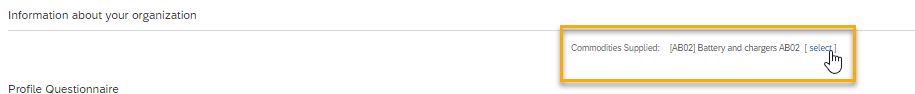 Information about your organization
Commodities Supplied: [AB02] Battery and chargers AB02 [ select ]
Profile Questionnaire